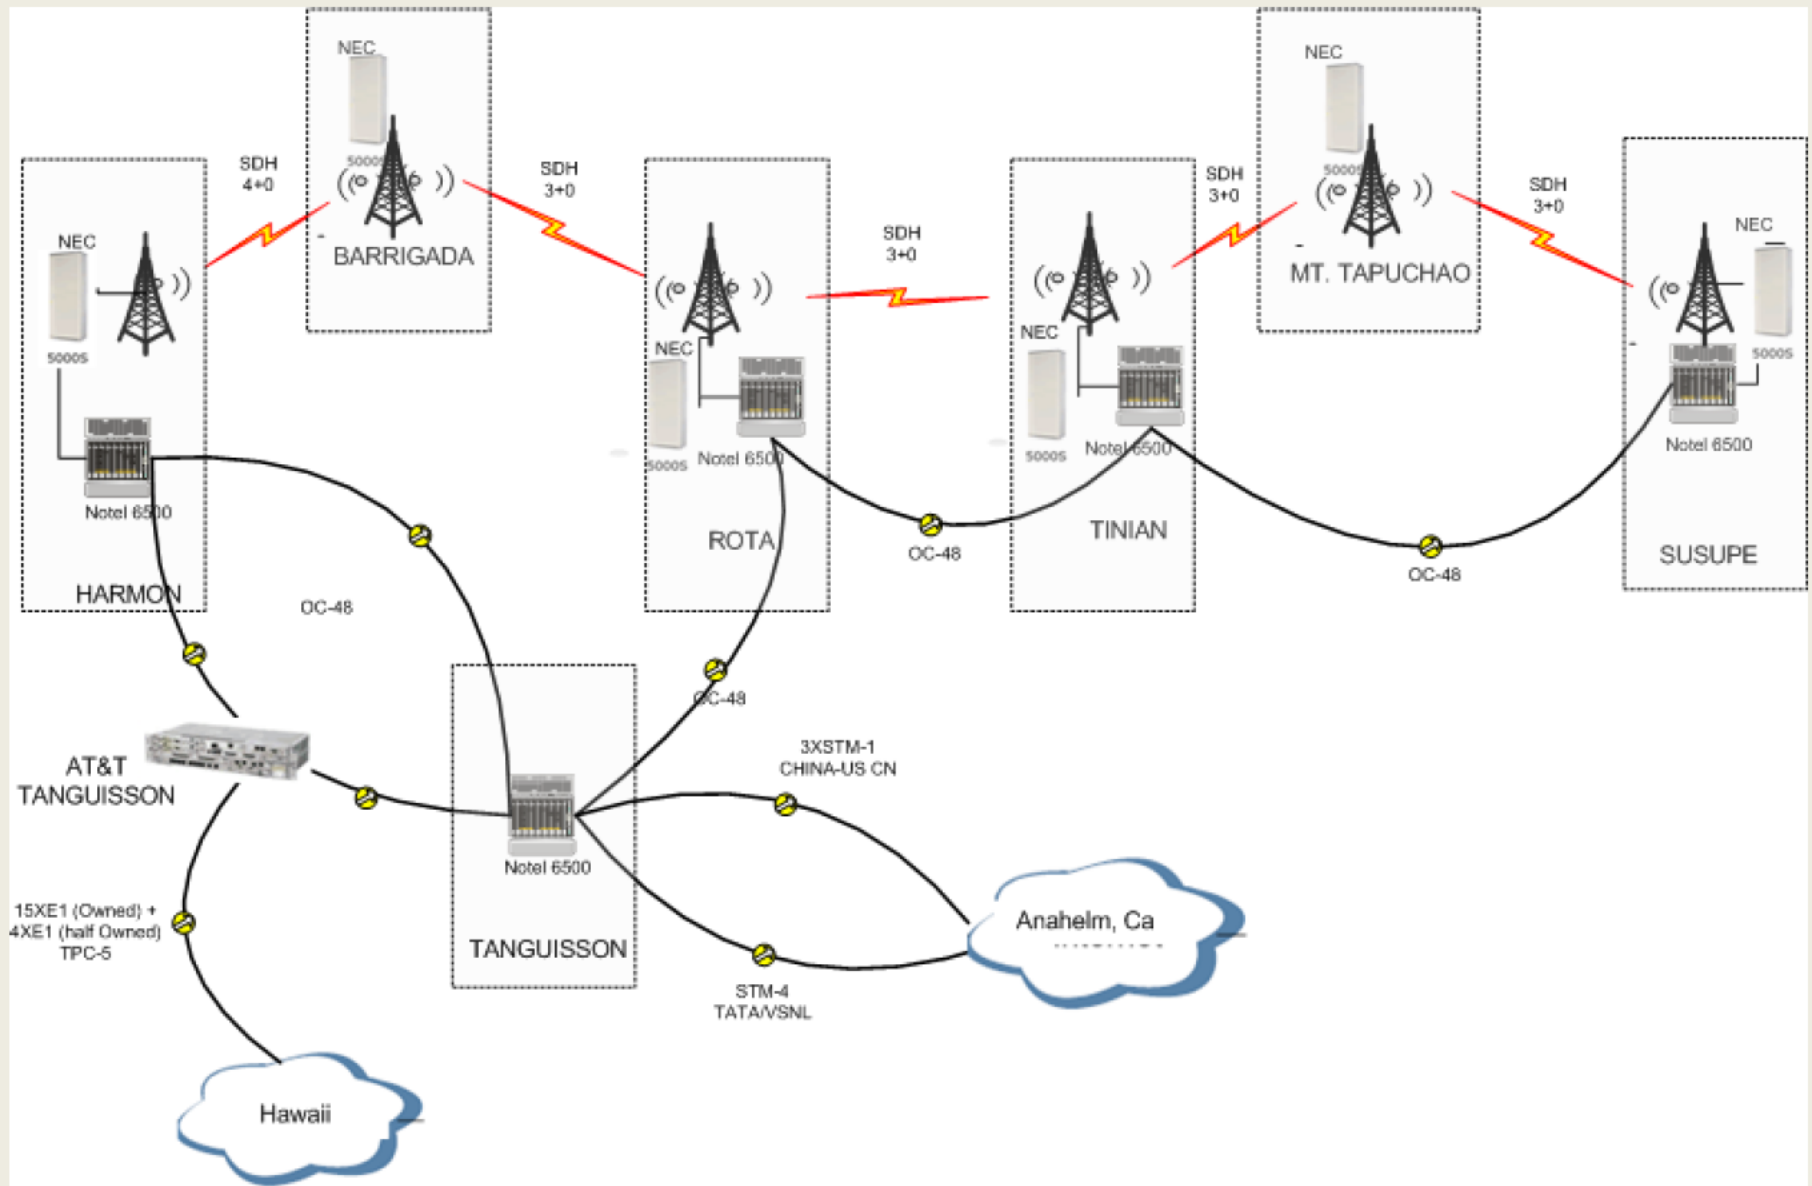 NEC
5000S
BARRIGADA
NEC
5000S
MT. TAPUCHAO
SDH
4+0
SDH
3+0
SDH
3+0
SDH
3+0
SDH
3+0
NEC
5000S
Notel 6500
HARMON
NEC
5000S
Notel 6500
ROTA
NEC
5000S
Notel 6500
TINIAN
NEC
5000S
Notel 6500
SUSUPE
OC-48
OC-48
OC-48
OC-48
AT&T
TANGUISSON
3XSTM-1
CHINA-US CN
Notel 6500
TANGUISSON
15XE1 (Owned) +
4XE1 (half Owned)
TPC-5
STM-4
TATA/VSNL
Anahelm, Ca
Hawaii